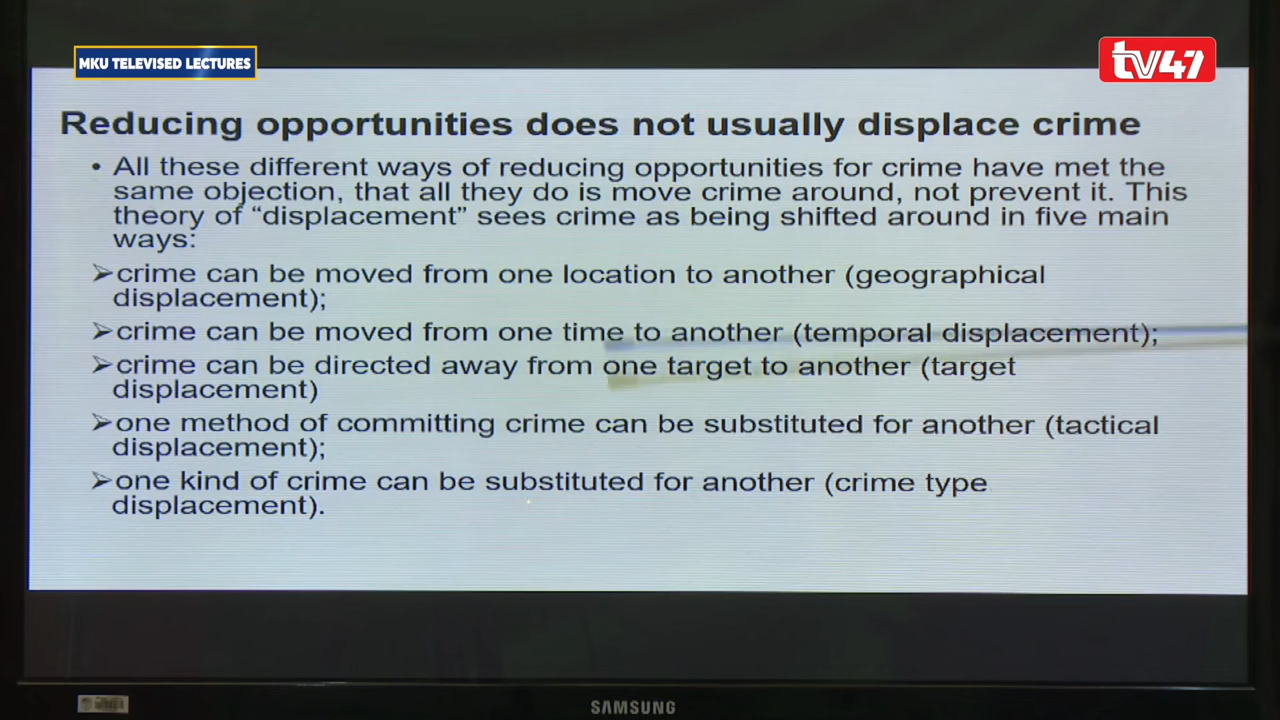 MKU TELEVISED LECTURES
tv47
Reducing opportunities does not usually displace crime
• All these different ways of reducing opportunities for crime have met the
same objection, that all they do is move crime around, not prevent it. This
theory of “displacement” sees crime as being shifted around in five main
ways:
➢crime can be moved from one location to another (geographical
displacement);
➢crime can be moved from one time to another (temporal displacement);
➢crime can be directed away from one target to another (target
displacement)
➢one method of committing crime can be substituted for another (tactical
displacement);
➢one kind of crime can be substituted for another (crime type
displacement).
SAMSUNG